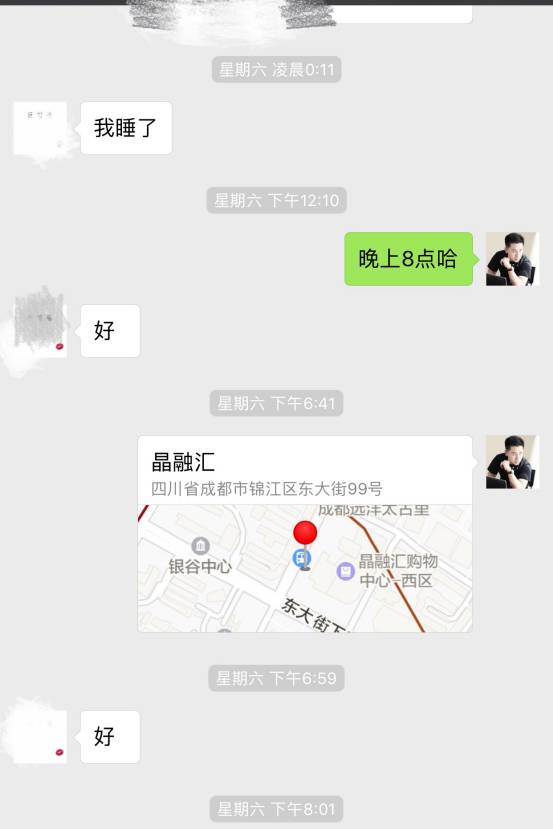 星期六 凌晨0:11
我睡了
星期六 下午12:10
晚上8点哈
好
星期六 下午6:41
晶融汇
四川省成都市锦江区东大街99号
成都远洋太古里
银谷中心
晶融汇购物
中心-西区
东大街下
星期六 下午6:59
好
星期六 下午8:01